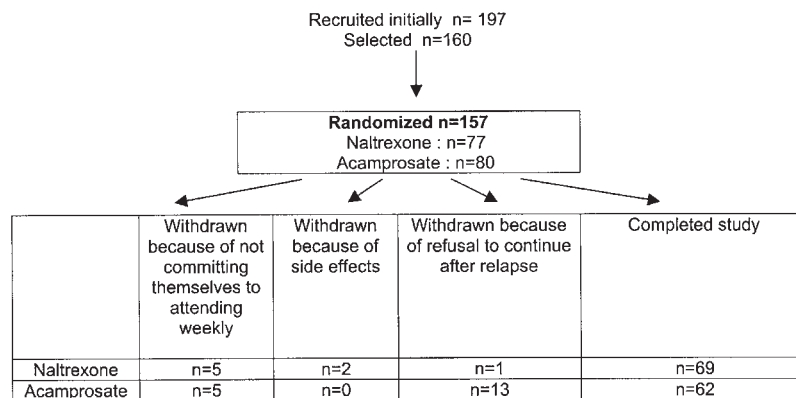 Recruited initially n= 197
Selected n=160
Randomized n=157
Naltrexone : n=77
Acamprosate : n=80
Withdrawn because of not committing themselves to attending weekly
Withdrawn because of side effects
Withdrawn because of refusal to continue after relapse
Completed study
Naltrexone n=5 n=2 n=1 n=69
Acamprosate n=5 n=0 n=13 n=62